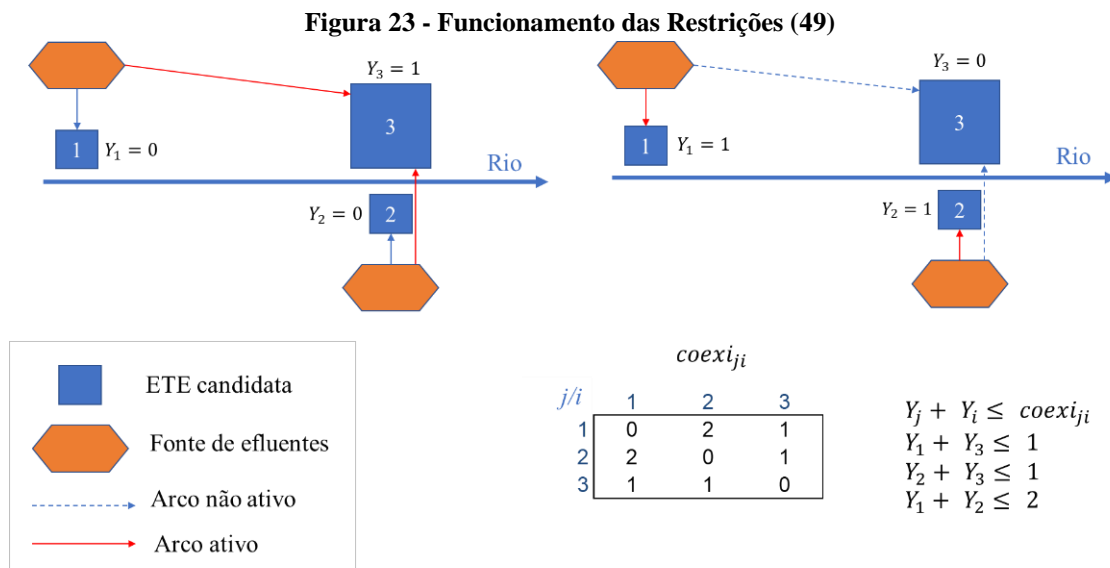 Figura 23 - Funcionamento das Restrições (49)
Y₃ = 1
3
1
Y₁ = 0
Rio
Y₂ = 0
2
Y₃ = 0
3
1
Y₁ = 1
Rio
Y₂ = 1
2
ETE candidata
Fonte de efluentes
Arco não ativo
Arco ativo
coexi_ji
j/i 1 2 3
1 0 2 1
2 2 0 1
3 1 1 0
Y_j + Y_i ≤ coexi_ji
Y₁ + Y₃ ≤ 1
Y₂ + Y₃ ≤ 1
Y₁ + Y₂ ≤ 2